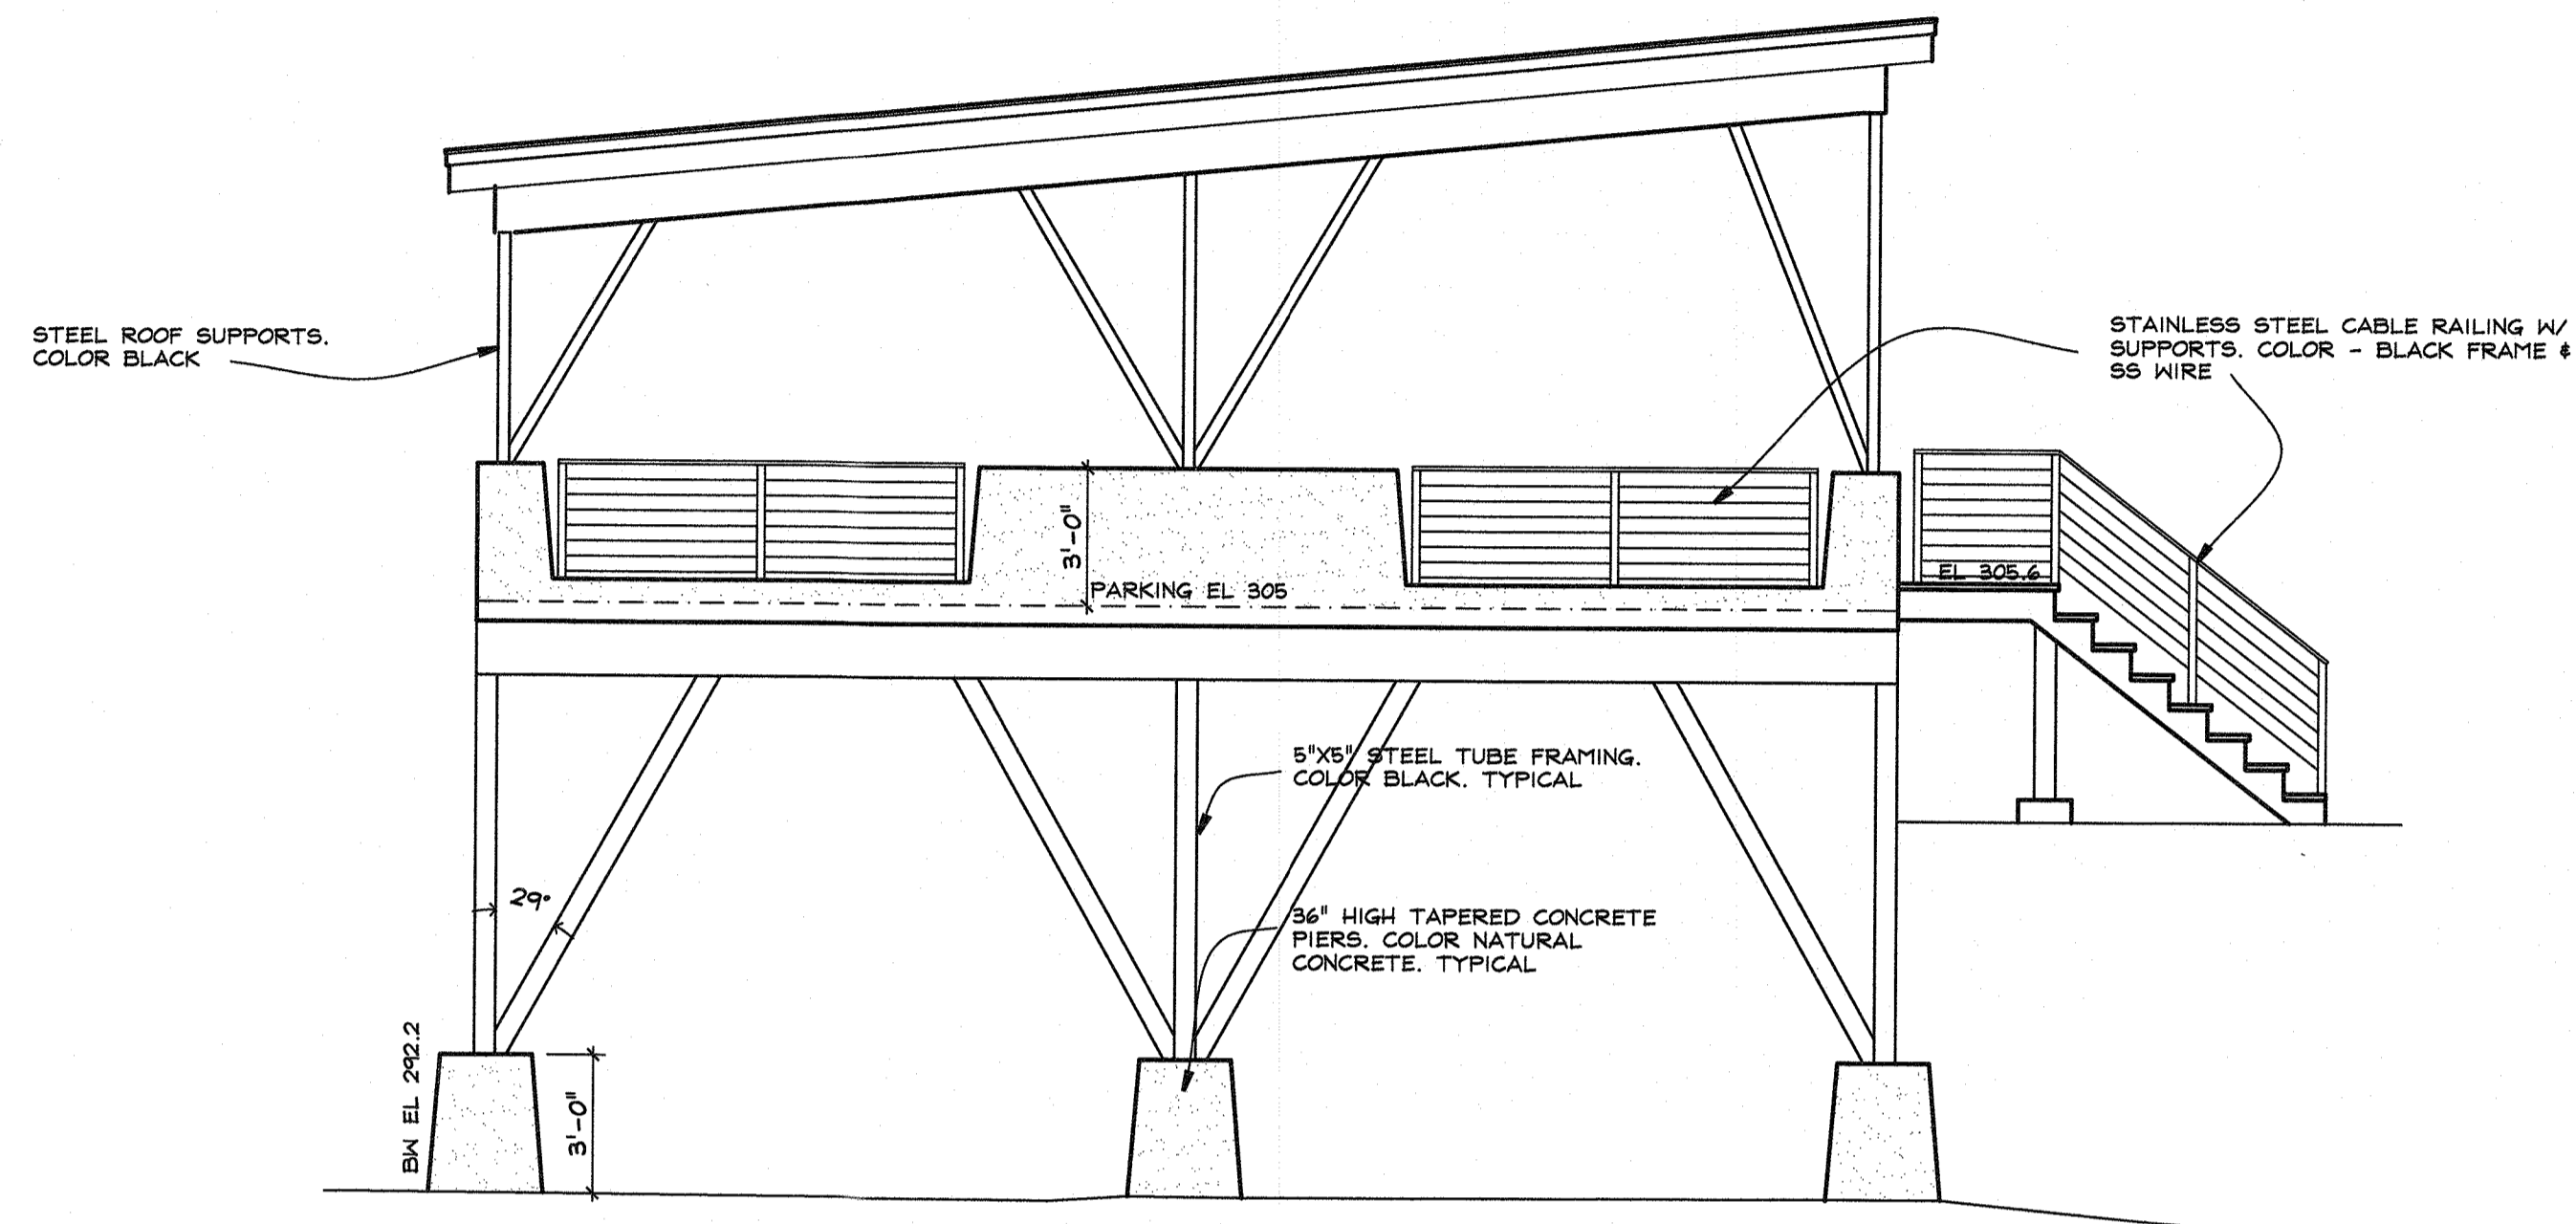 STEEL ROOF SUPPORTS.
COLOR BLACK
STAINLESS STEEL CABLE RAILING W/
SUPPORTS. COLOR - BLACK FRAME &
SS WIRE
3'-0"
PARKING EL 305
EL 305.6
5"X5" STEEL TUBE FRAMING.
COLOR BLACK. TYPICAL
29°
36" HIGH TAPERED CONCRETE
PIERS. COLOR NATURAL
CONCRETE. TYPICAL
BW EL 292.2
3'-0"